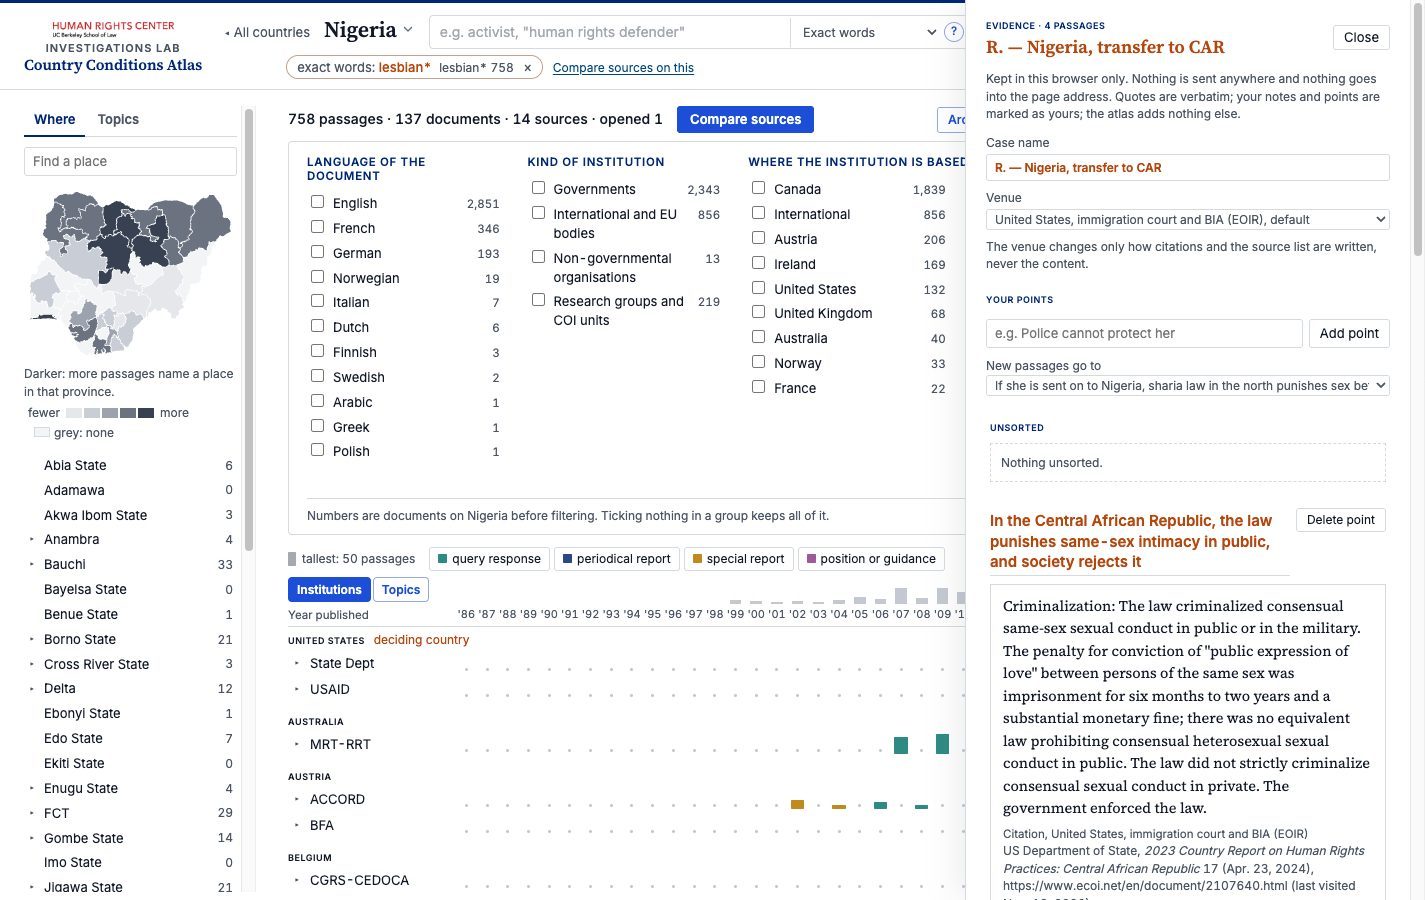 HUMAN RIGHTS CENTER
UC Berkeley School of Law
INVESTIGATIONS LAB
Country Conditions Atlas
◂ All countries
Nigeria
e.g. activist, "human rights defender"
Exact words
?
exact words: lesbian* lesbian* 758 ×
Compare sources on this
Where
Topics
Find a place
Darker: more passages name a place
in that province.
fewer
more
grey: none
Abia State 6
Adamawa 0
Akwa Ibom State 3
Anambra 4
Bauchi 33
Bayelsa State 0
Benue State 1
Borno State 21
Cross River State 3
Delta 12
Ebonyi State 1
Edo State 7
Ekiti State 0
Enugu State 4
FCT 29
Gombe State 14
Imo State 0
Jigawa State 21
758 passages · 137 documents · 14 sources · opened 1
Compare sources
LANGUAGE OF THE
DOCUMENT
English 2,851
French 346
German 193
Norwegian 19
Italian 7
Dutch 6
Finnish 3
Swedish 2
Arabic 1
Greek 1
Polish 1
KIND OF INSTITUTION
Governments 2,343
International and EU 856
bodies
Non-governmental 13
organisations
Research groups and 219
COI units
WHERE THE INSTITUTION IS BASED
Canada 1,839
International 856
Austria 206
Ireland 169
United States 132
United Kingdom 68
Australia 40
Norway 33
France 22
Numbers are documents on Nigeria before filtering. Ticking nothing in a group keeps all of it.
tallest: 50 passages
query response
periodical report
special report
position or guidance
Institutions
Topics
Year published
'86 '87 '88 '89 '90 '91 '92 '93 '94 '95 '96 '97 '98 '99 '00 '01 '02 '03 '04 '05 '06 '07 '08 '09
UNITED STATES deciding country
State Dept
USAID
AUSTRALIA
MRT-RRT
AUSTRIA
ACCORD
BFA
BELGIUM
CGRS-CEDOCA
EVIDENCE · 4 PASSAGES
R. — Nigeria, transfer to CAR
Close
Kept in this browser only. Nothing is sent anywhere and nothing goes
into the page address. Quotes are verbatim; your notes and points are
marked as yours; the atlas adds nothing else.
Case name
R. — Nigeria, transfer to CAR
Venue
United States, immigration court and BIA (EOIR), default
The venue changes only how citations and the source list are written,
never the content.
YOUR POINTS
e.g. Police cannot protect her
Add point
New passages go to
If she is sent on to Nigeria, sharia law in the north punishes sex
UNSORTED
Nothing unsorted.
In the Central African Republic, the law
punishes same-sex intimacy in public,
and society rejects it
Delete point
Criminalization: The law criminalized consensual
same-sex sexual conduct in public or in the military.
The penalty for conviction of "public expression of
love" between persons of the same sex was
imprisonment for six months to two years and a
substantial monetary fine; there was no equivalent
law prohibiting consensual heterosexual sexual
conduct in public. The law did not strictly criminalize
consensual sexual conduct in private. The
government enforced the law.
Citation, United States, immigration court and BIA (EOIR)
US Department of State, 2023 Country Report on Human Rights
Practices: Central African Republic 17 (Apr. 23, 2024),
https://www.ecoi.net/en/document/2107640.html (last visited